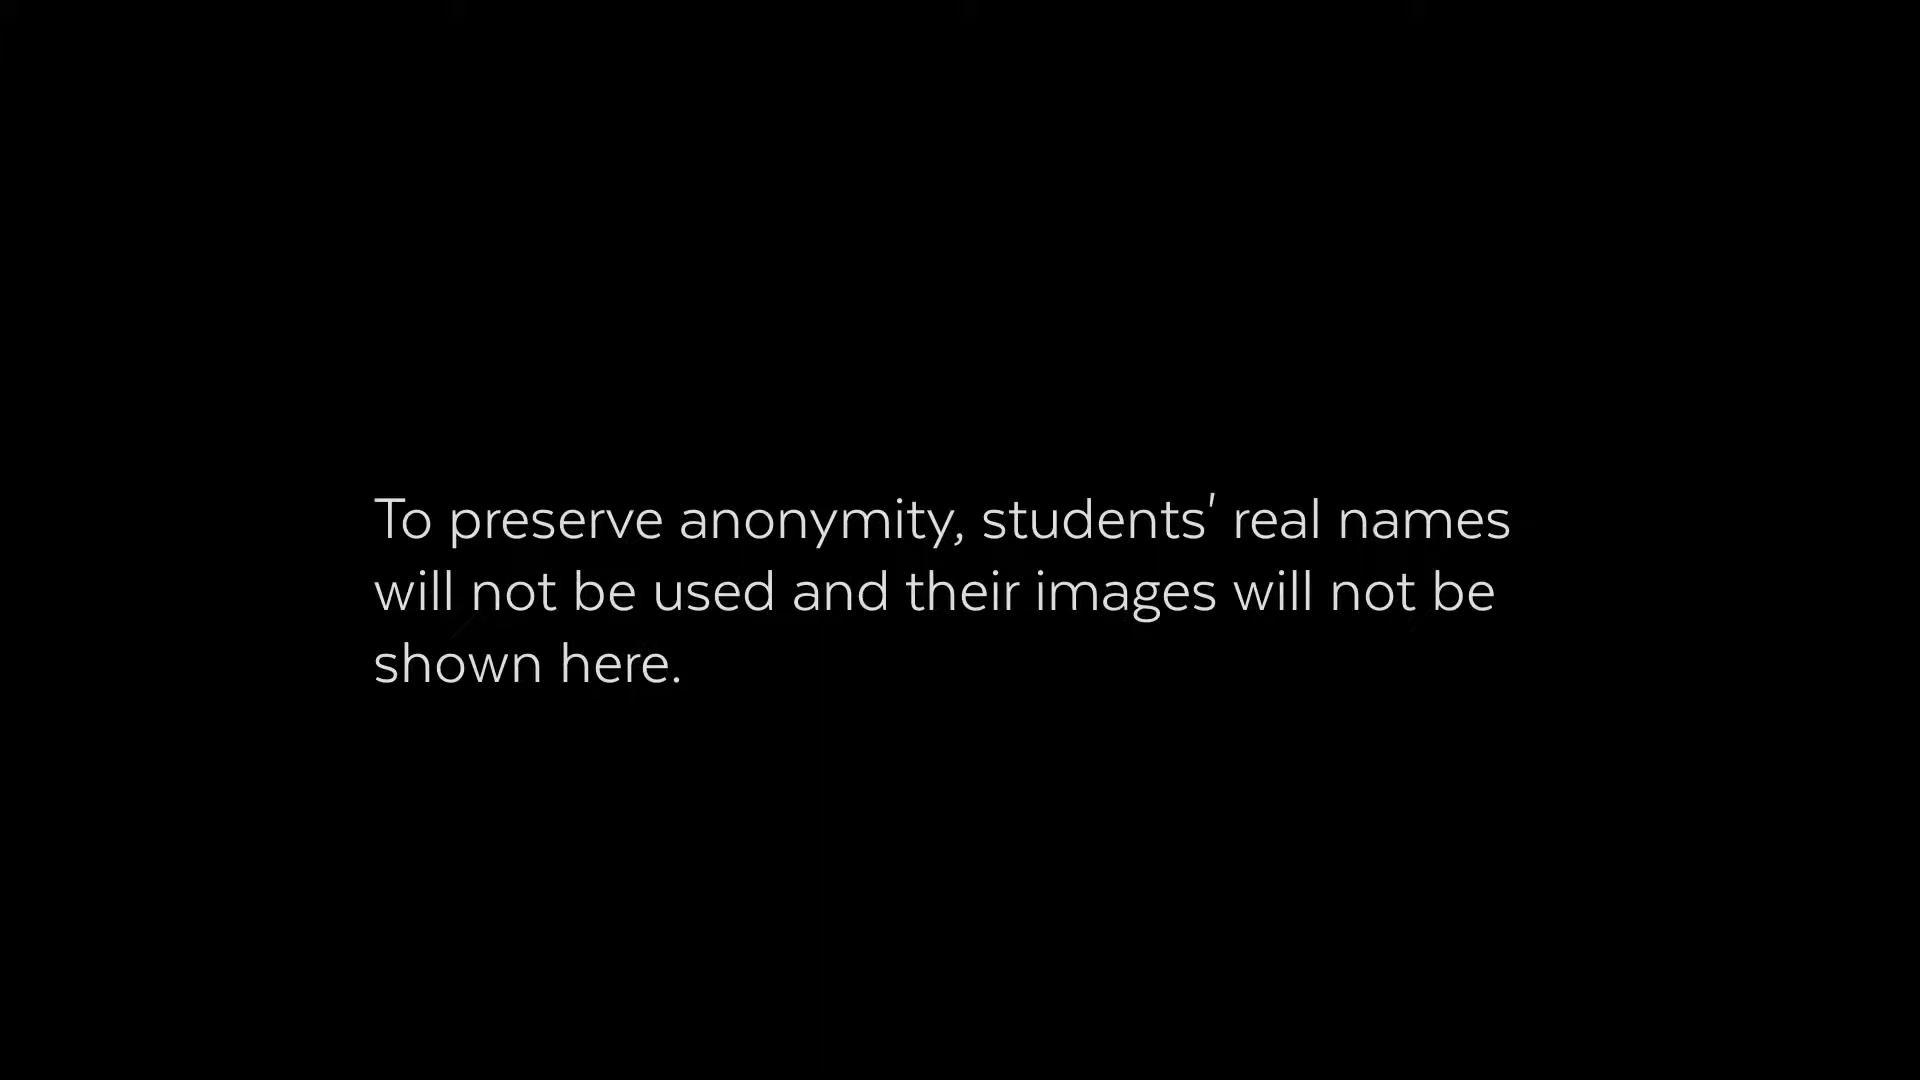 To preserve anonymity, students' real names
will not be used and their images will not be
shown here.